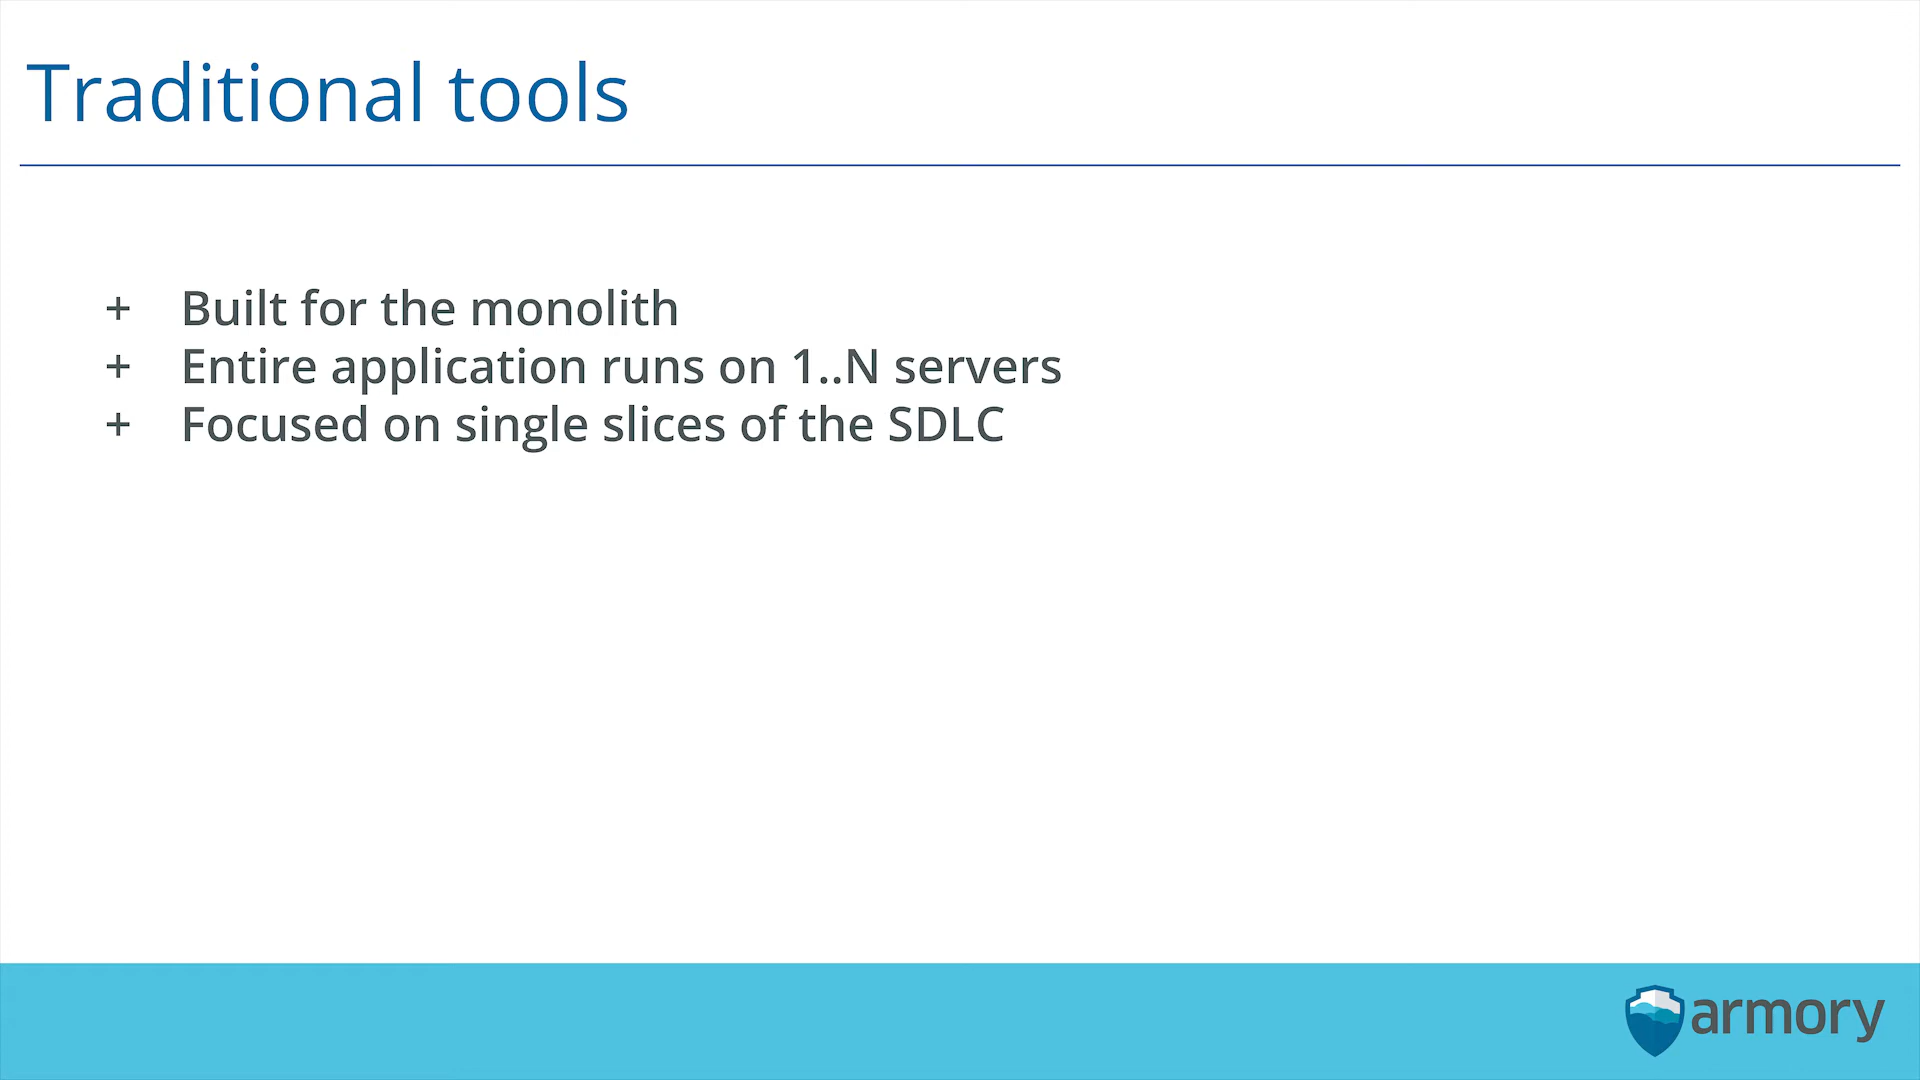 Traditional tools
+ Built for the monolith
+ Entire application runs on 1..N servers
+ Focused on single slices of the SDLC
armory